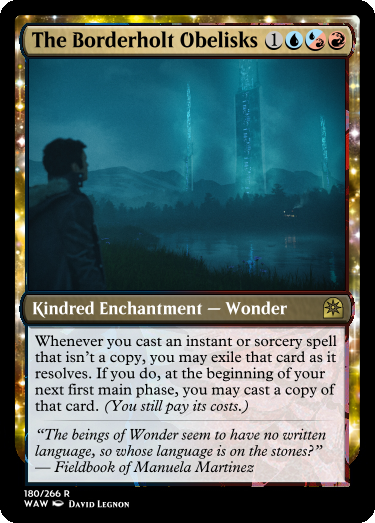 The Borderholt Obelisks 1
Kindred Enchantment — Wonder
Whenever you cast an instant or sorcery spell
that isn't a copy, you may exile that card as it
resolves. If you do, at the beginning of your
next first main phase, you may cast a copy of
that card. (You still pay its costs.)
“The beings of Wonder seem to have no written
language, so whose language is on the stones?”
— Fieldbook of Manuela Martinez
180/266 R
WAW David Legnon